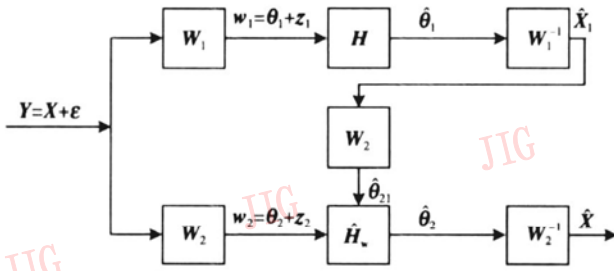 W₁
w₁=θ₁+z₁
H
θ̂₁
W₁⁻¹
X̂₁
Y=X+ε
W₂
JIG
θ̂₂₁
JIG
W₂
w₂=θ₂+z₂
Ĥw
θ̂₂
W₂⁻¹
X̂
JIG